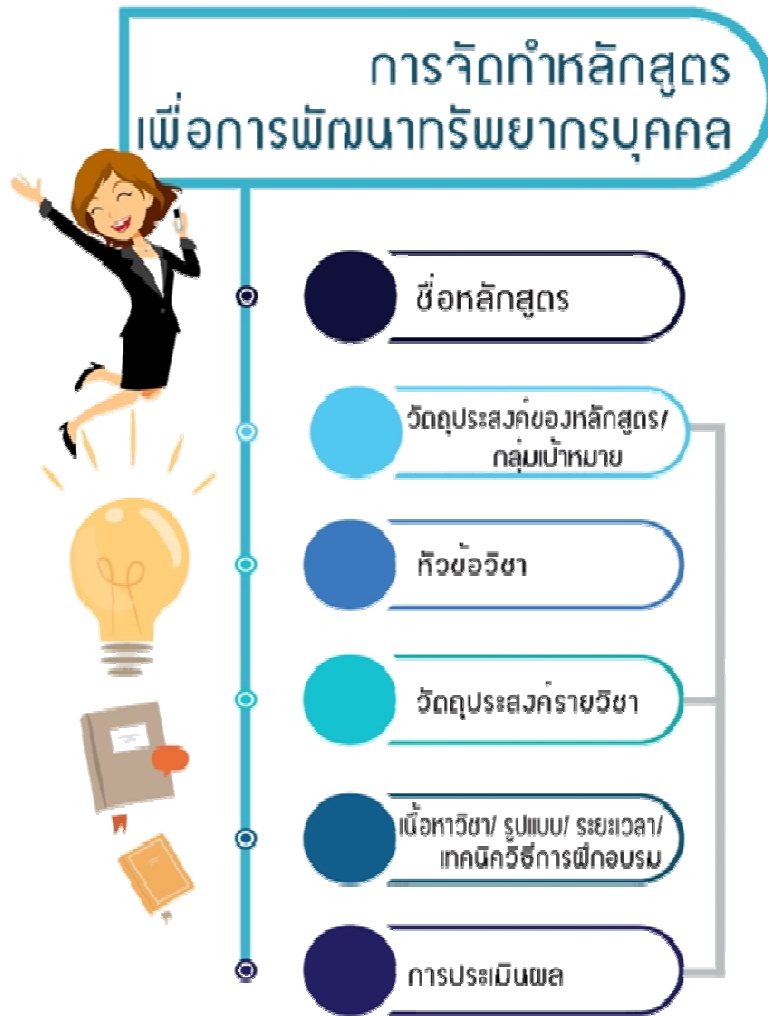 การจัดทำหลักสูตร
เพื่อการพัฒนาทรัพยากรบุคคล
ชื่อหลักสูตร
วัตถุประสงค์ของหลักสูตร/
กลุ่มเป้าหมาย
หัวข้อวิชา
วัตถุประสงค์รายวิชา
เนื้อหาวิชา/ รูปแบบ/ ระยะเวลา/
เทคนิควิธีการฝึกอบรม
การประเมินผล